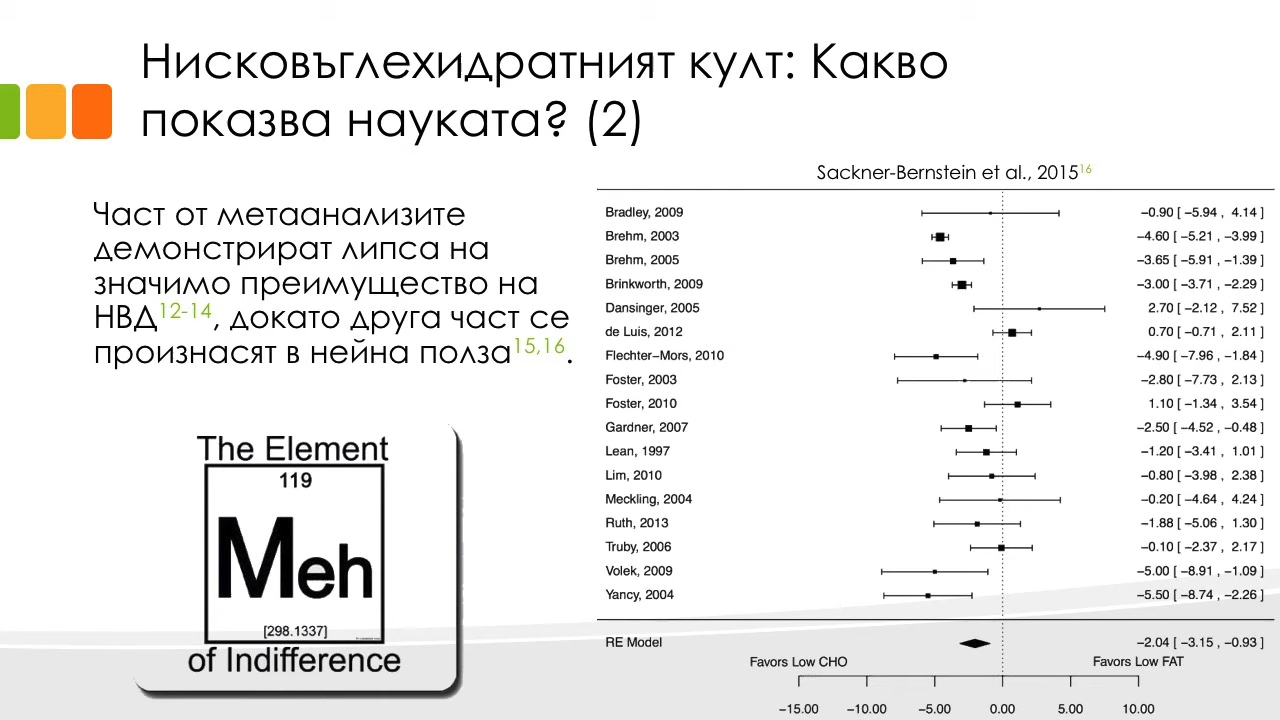 Нисковъглехидратният култ: Какво
показва науката? (2)
Част от метаанализите
демонстрират липса на
значимо преимущество на
НВД12-14, докато друга част се
произнасят в нейна полза15,16.
The Element
119
Meh
[298.1337]
of Indifference
Sackner-Bernstein et al., 201516
Bradley, 2009 −0.90 [ −5.94 , 4.14 ]
Brehm, 2003 −4.60 [ −5.21 , −3.99 ]
Brehm, 2005 −3.65 [ −5.91 , −1.39 ]
Brinkworth, 2009 −3.00 [ −3.71 , −2.29 ]
Dansinger, 2005 2.70 [ −2.12 , 7.52 ]
de Luis, 2012 0.70 [ −0.71 , 2.11 ]
Flechter−Mors, 2010 −4.90 [ −7.96 , −1.84 ]
Foster, 2003 −2.80 [ −7.73 , 2.13 ]
Foster, 2010 1.10 [ −1.34 , 3.54 ]
Gardner, 2007 −2.50 [ −4.52 , −0.48 ]
Lean, 1997 −1.20 [ −3.41 , 1.01 ]
Lim, 2010 −0.80 [ −3.98 , 2.38 ]
Meckling, 2004 −0.20 [ −4.64 , 4.24 ]
Ruth, 2013 −1.88 [ −5.06 , 1.30 ]
Truby, 2006 −0.10 [ −2.37 , 2.17 ]
Volek, 2009 −5.00 [ −8.91 , −1.09 ]
Yancy, 2004 −5.50 [ −8.74 , −2.26 ]
RE Model −2.04 [ −3.15 , −0.93 ]
Favors Low CHO Favors Low FAT
−15.00 −10.00 −5.00 0.00 5.00 10.00